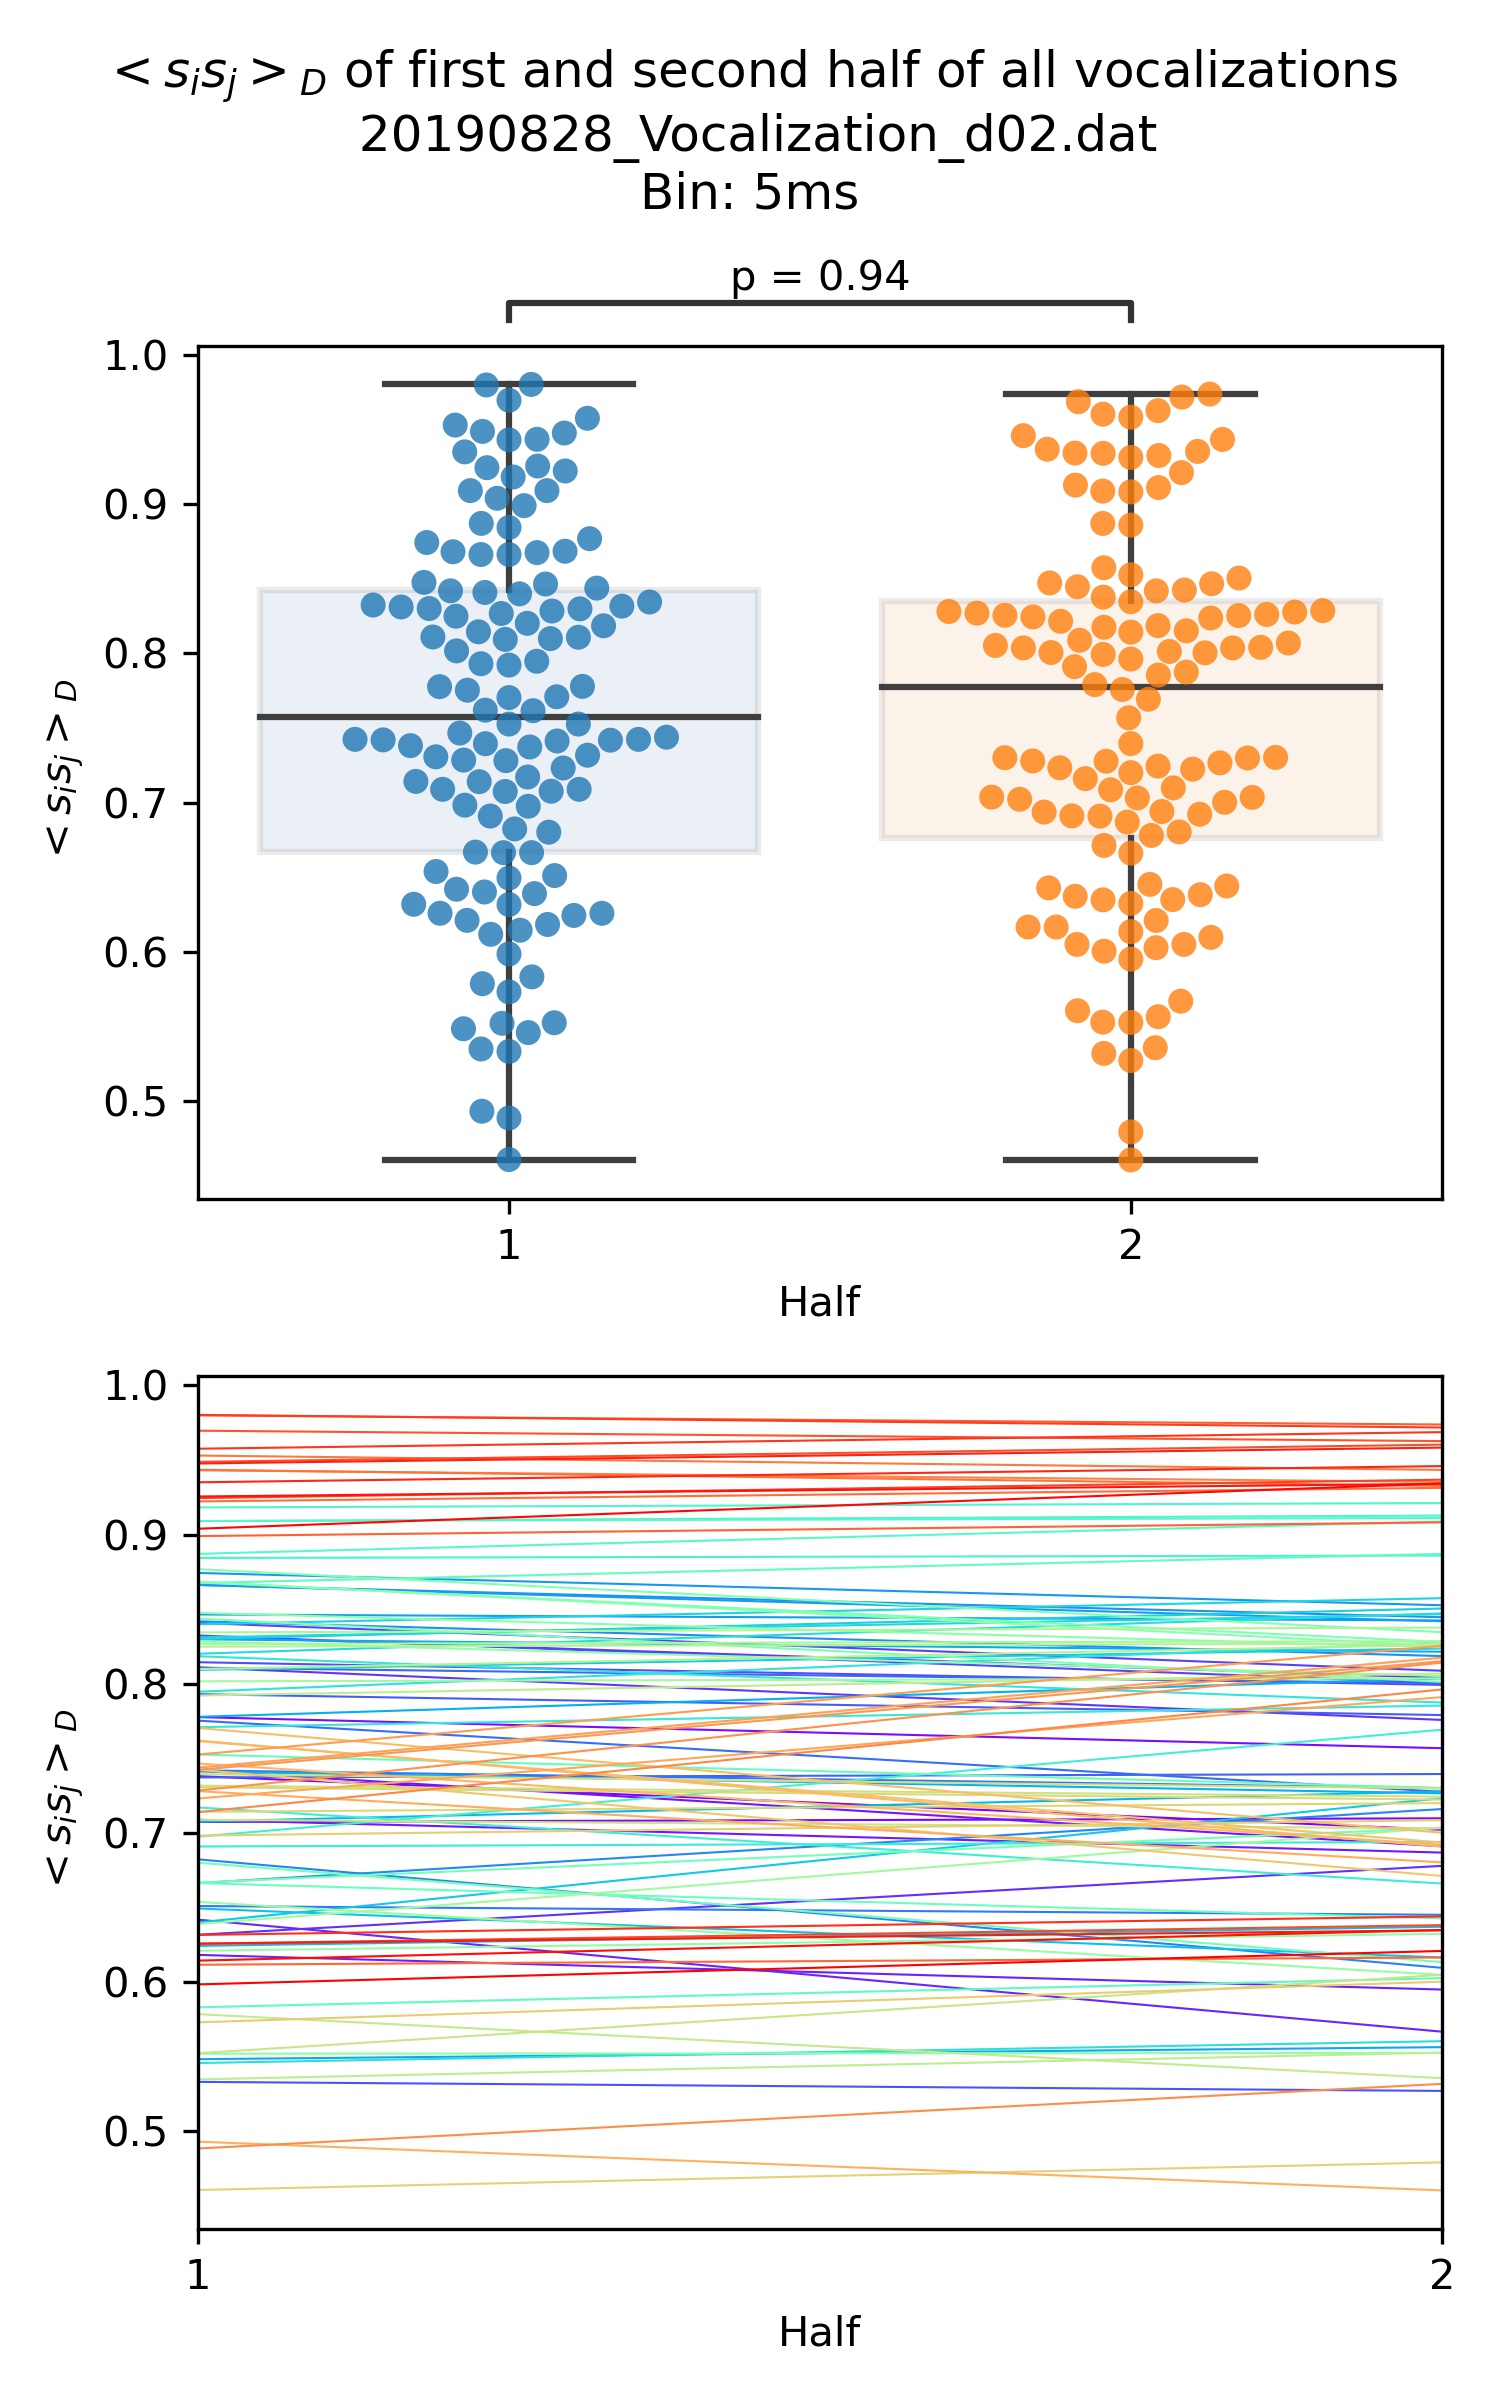 < s_i s_j >_D of first and second half of all vocalizations
20190828_Vocalization_d02.dat
Bin: 5ms
p = 0.94
1.0
0.9
0.8
0.7
0.6
0.5
< s_i s_j >_D
1 2
Half
1.0
0.9
0.8
0.7
0.6
0.5
< s_i s_j >_D
1 2
Half